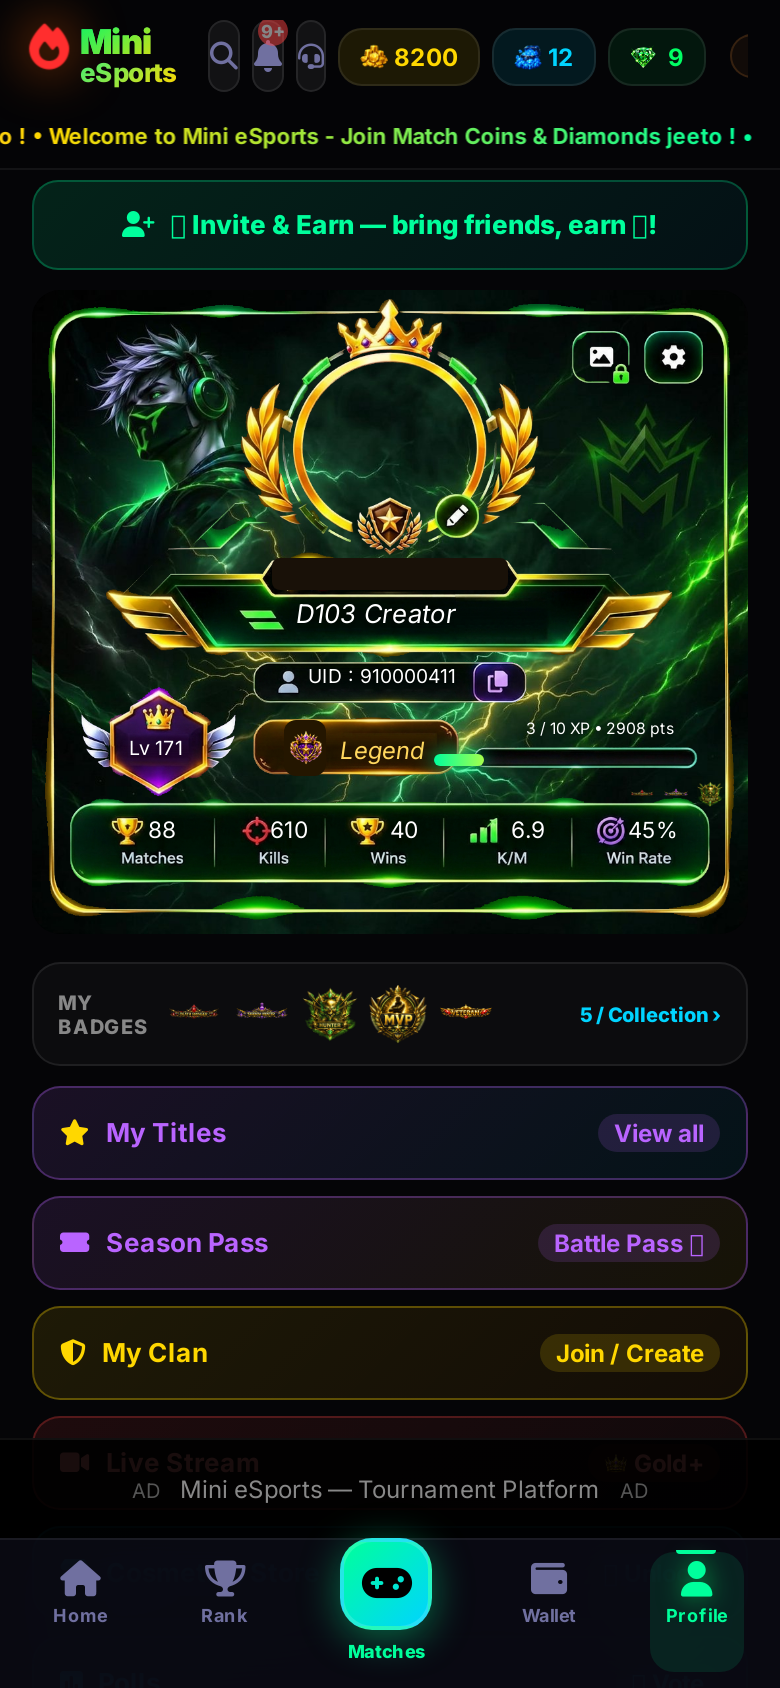 Mini
eSports
9+
8200
12
9
o ! • Welcome to Mini eSports - Join Match Coins & Diamonds jeeto ! •
Invite & Earn — bring friends, earn !
D103 Creator
UID : 910000411
Lv 171
Legend
3 / 10 XP • 2908 pts
88
610
40
6.9
45%
Matches
Kills
Wins
K/M
Win Rate
MY
BADGES
HUNTER
MVP
VETERAN
5 / Collection ›
My Titles
View all
Season Pass
Battle Pass
My Clan
Join / Create
Live Stream
Gold+
AD Mini eSports — Tournament Platform AD
Home
Rank
Matches
Wallet
Profile